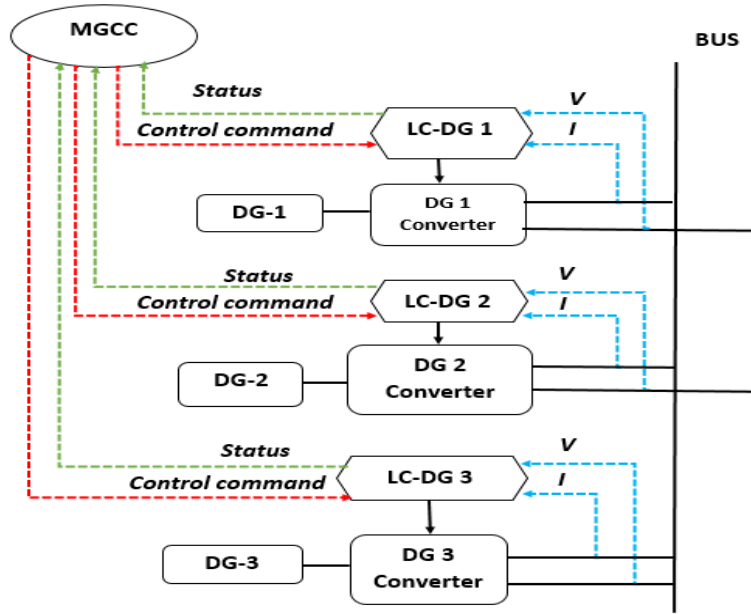 MGCC
BUS
Status
V
Control command
LC-DG 1
I
DG-1
DG 1
Converter
Status
V
Control command
LC-DG 2
I
DG-2
DG 2
Converter
Status
V
Control command
LC-DG 3
I
DG-3
DG 3
Converter